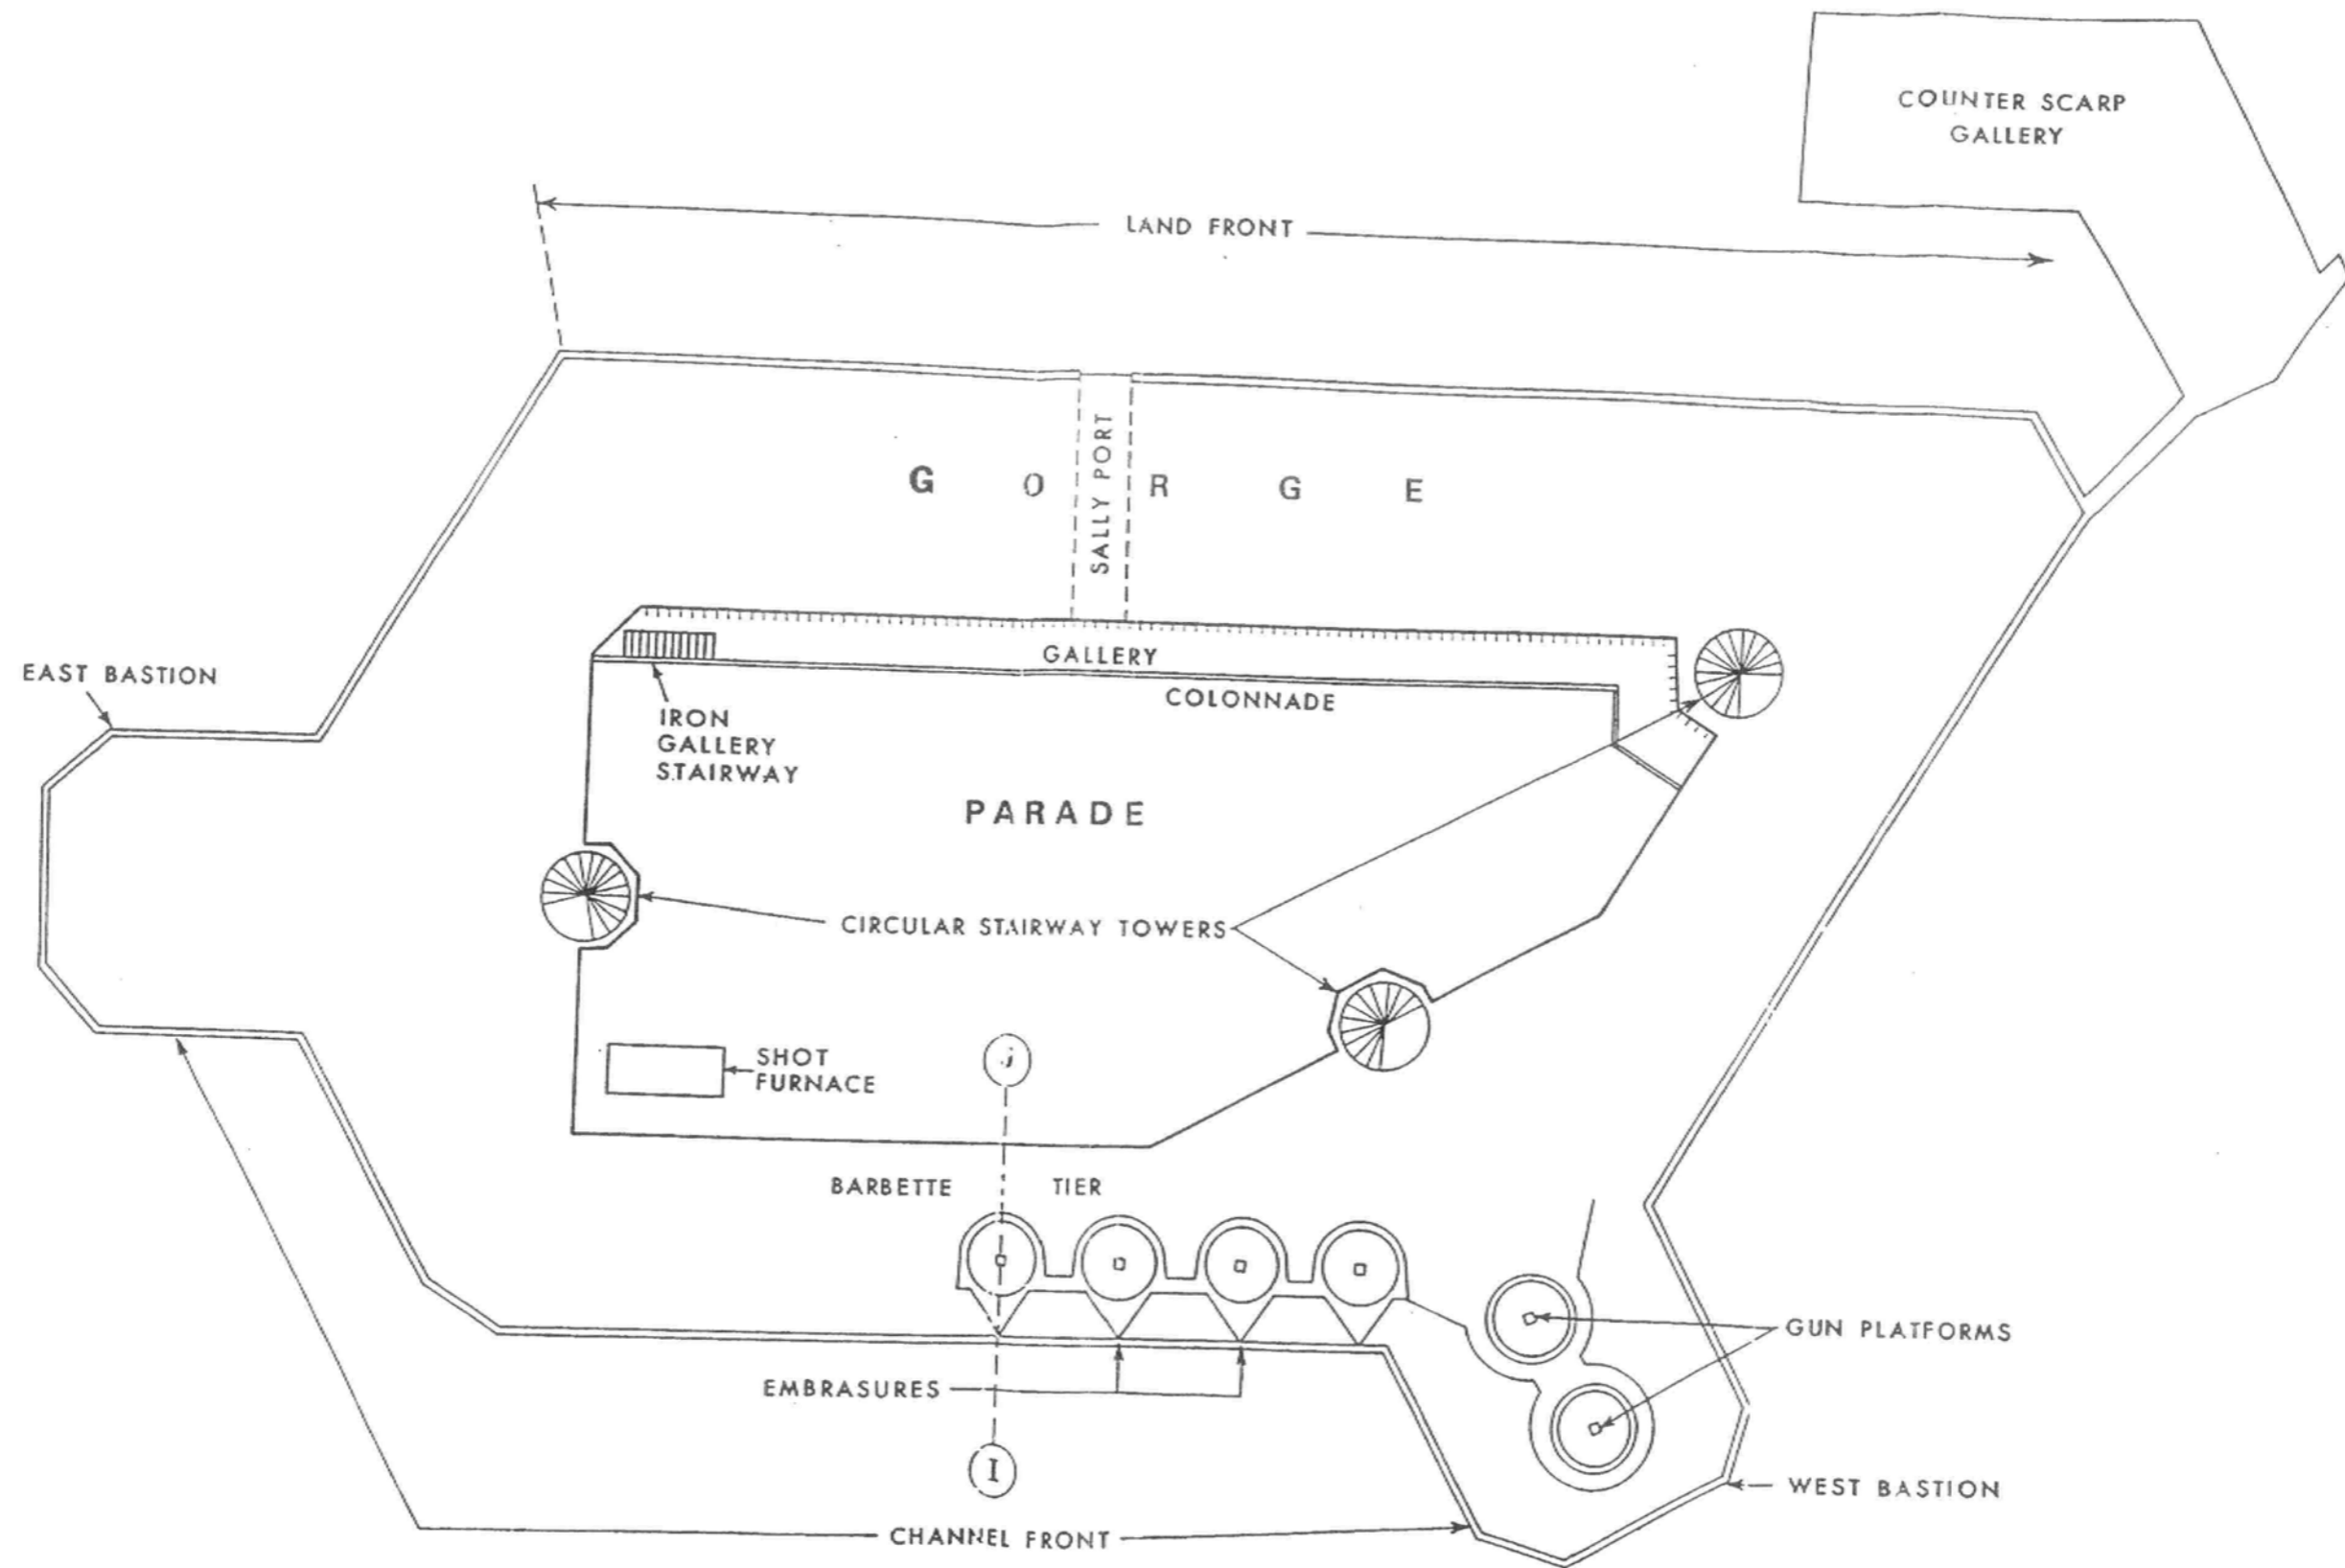 COUNTER SCARP
GALLERY
LAND FRONT
GORGE
SALLY PORT
GALLERY
COLONNADE
EAST BASTION
IRON
GALLERY
STAIRWAY
PARADE
CIRCULAR STAIRWAY TOWERS
SHOT
FURNACE
J
BARBETTE TIER
GUN PLATFORMS
EMBRASURES
I
WEST BASTION
CHANNEL FRONT